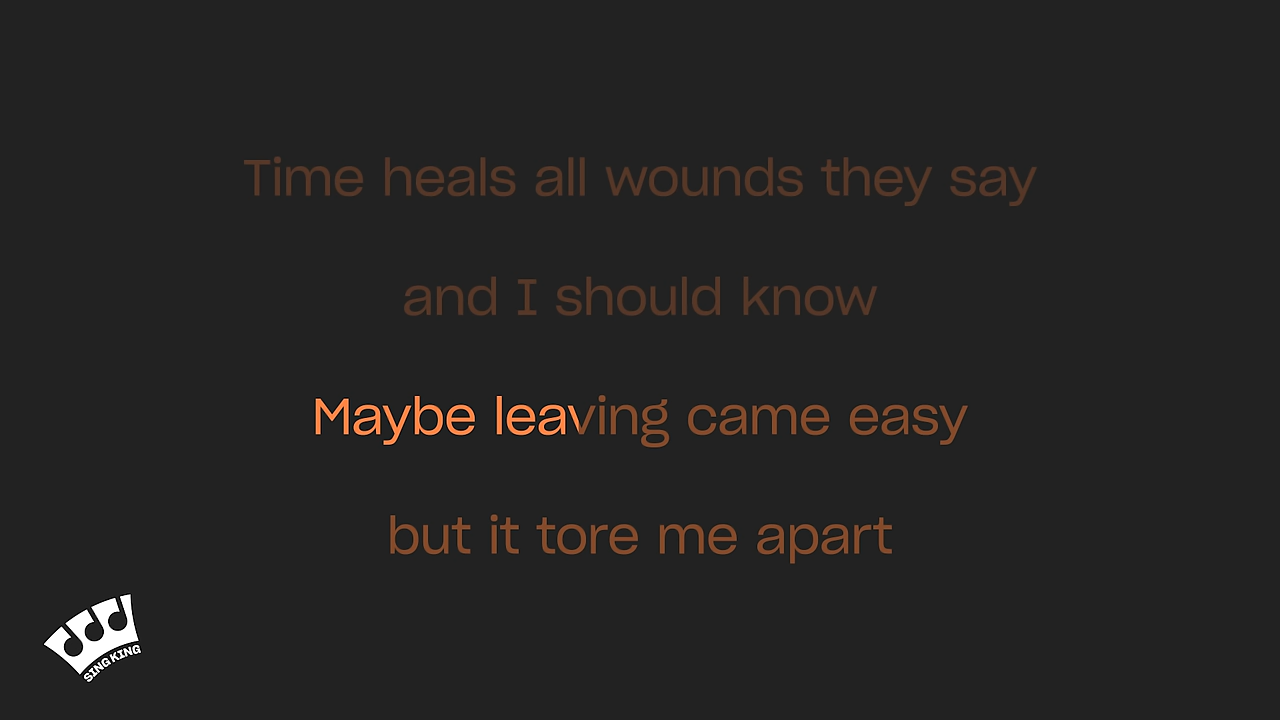 Time heals all wounds they say
and I should know
Maybe leaving came easy
but it tore me apart
SING KING